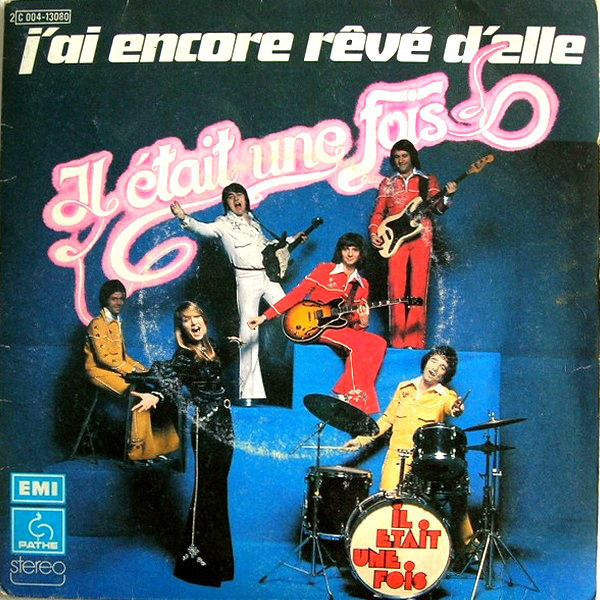 2 C 004-13080
j'ai encore rêvé d'elle
Il était une fois
EMI
PATHE
stereo
IL
ETAIT
UNE
FOIS